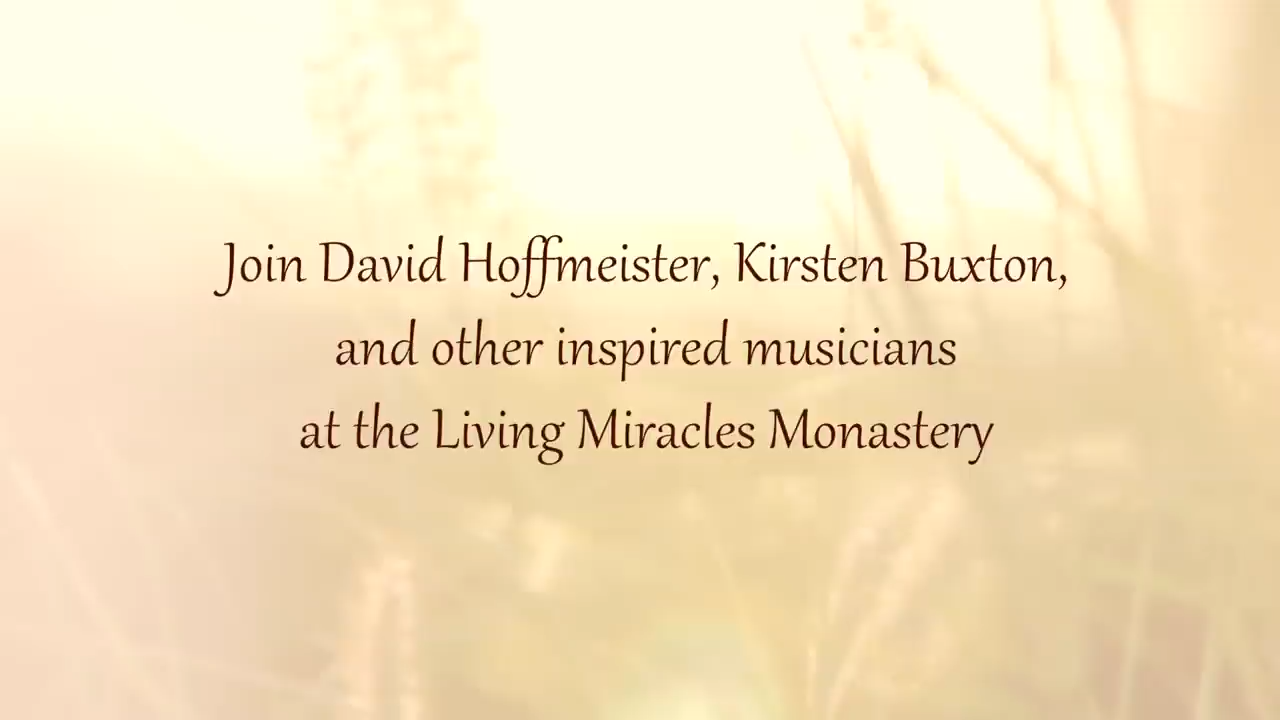 Join David Hoffmeister, Kirsten Buxton,
and other inspired musicians
at the Living Miracles Monastery